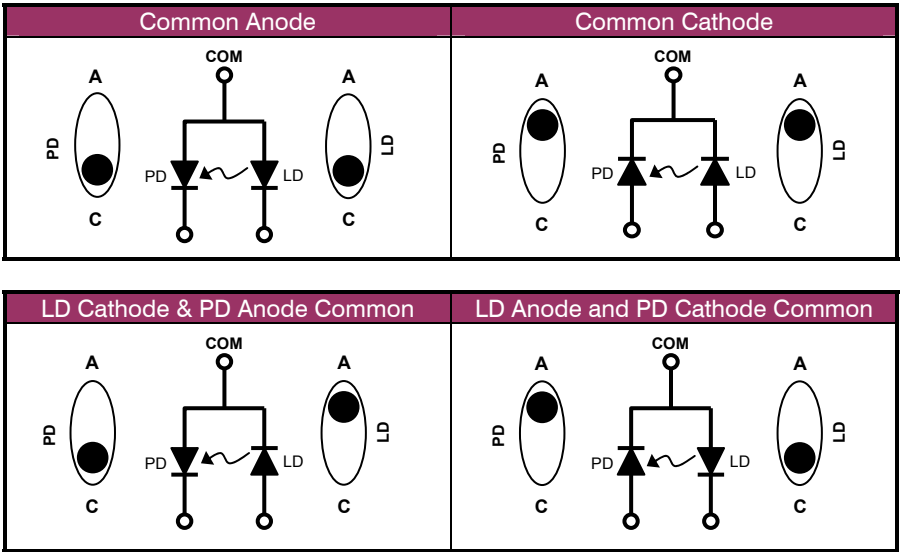 Common Anode
COM
A A
PD PD LD LD
C C
Common Cathode
COM
A A
PD PD LD LD
C C
LD Cathode & PD Anode Common
COM
A A
PD PD LD LD
C C
LD Anode and PD Cathode Common
COM
A A
PD PD LD LD
C C